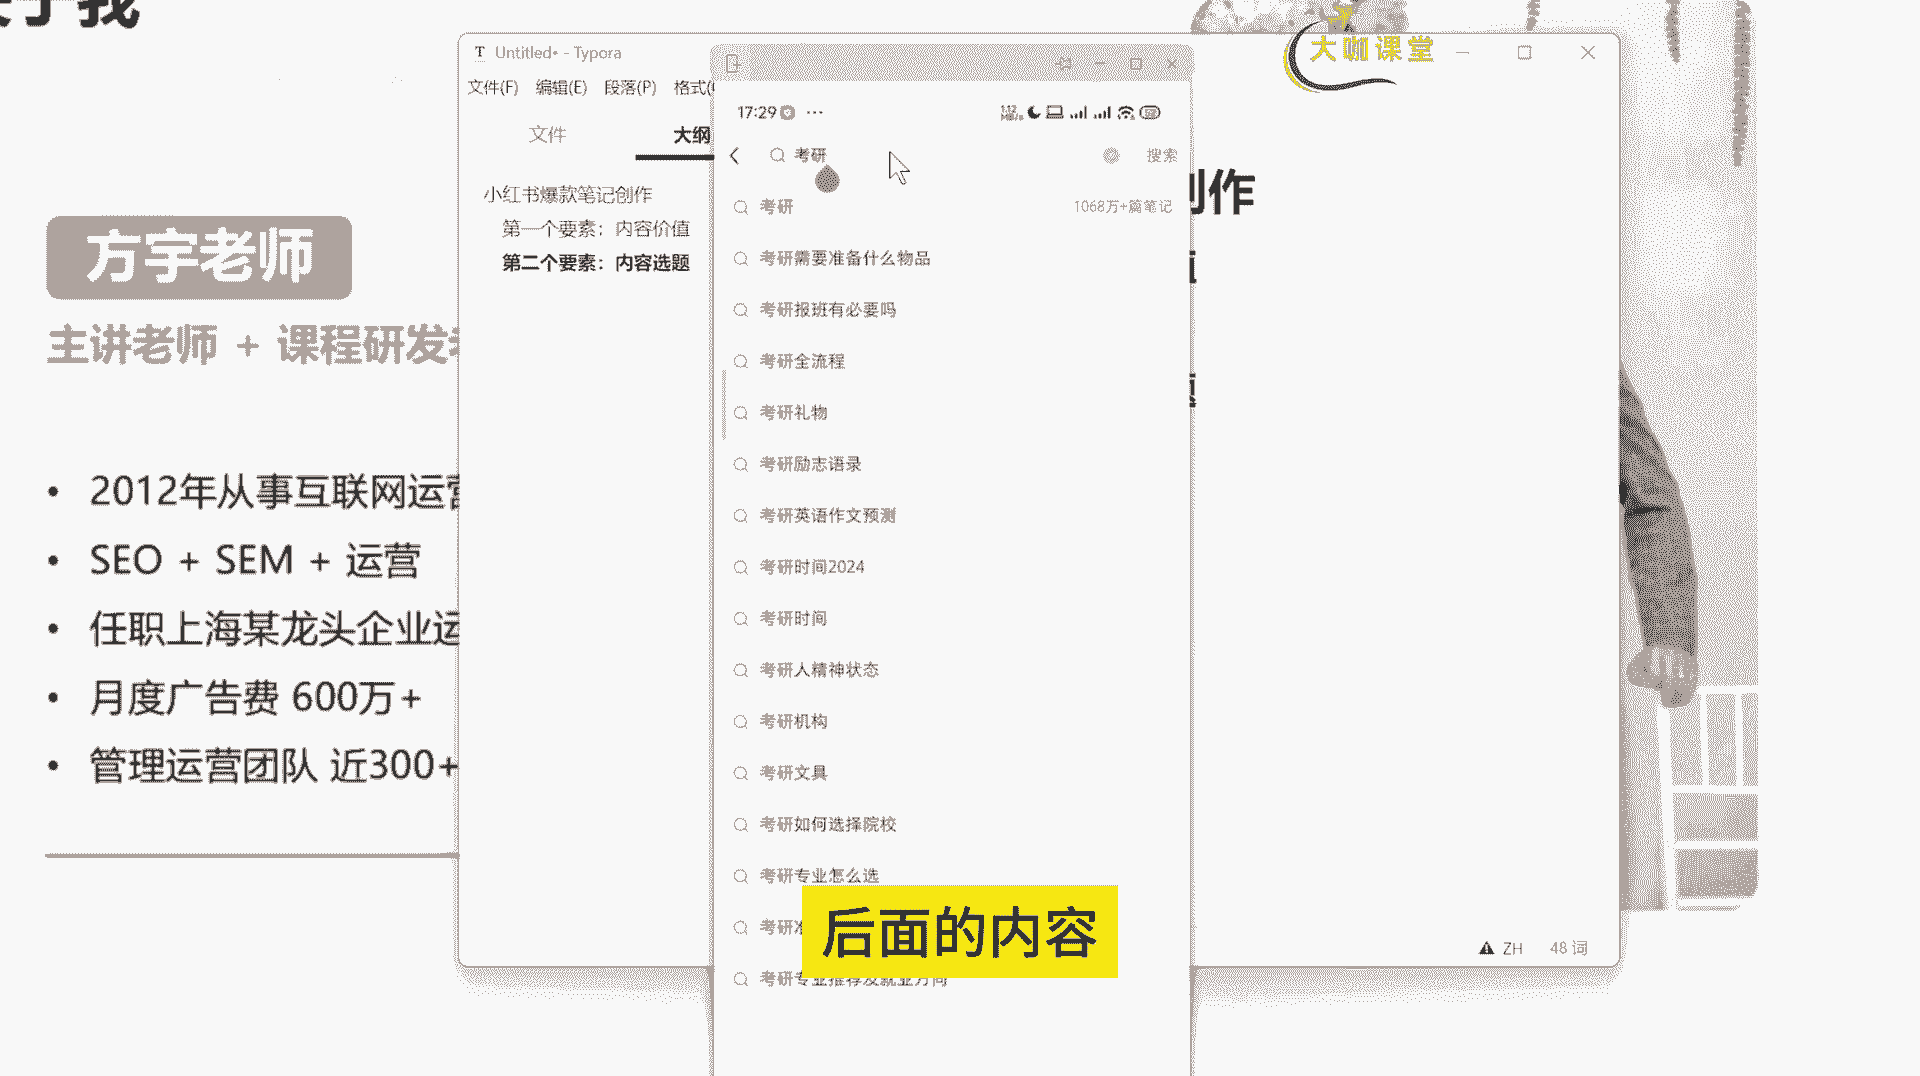 方宇老师
主讲老师 + 课程研发
2012年从事互联网运营
SEO + SEM + 运营
任职上海某龙头企业运
月度广告费 600万+
管理运营团队 近300+
Untitled• - Typora
文件(F) 编辑(E) 段落(P) 格式(
文件 大纲
小红书爆款笔记创作
第一个要素：内容价值
第二个要素：内容选题
17:29 ···
考研 搜索
考研 1068万+篇笔记
考研需要准备什么物品
考研报班有必要吗
考研全流程
考研礼物
考研励志语录
考研英语作文预测
考研时间2024
考研时间
考研人精神状态
考研机构
考研文具
考研如何选择院校
考研专业怎么选
考研
考研专业推荐及就业方向
后面的内容
大咖课堂
创作
ZH 48 词